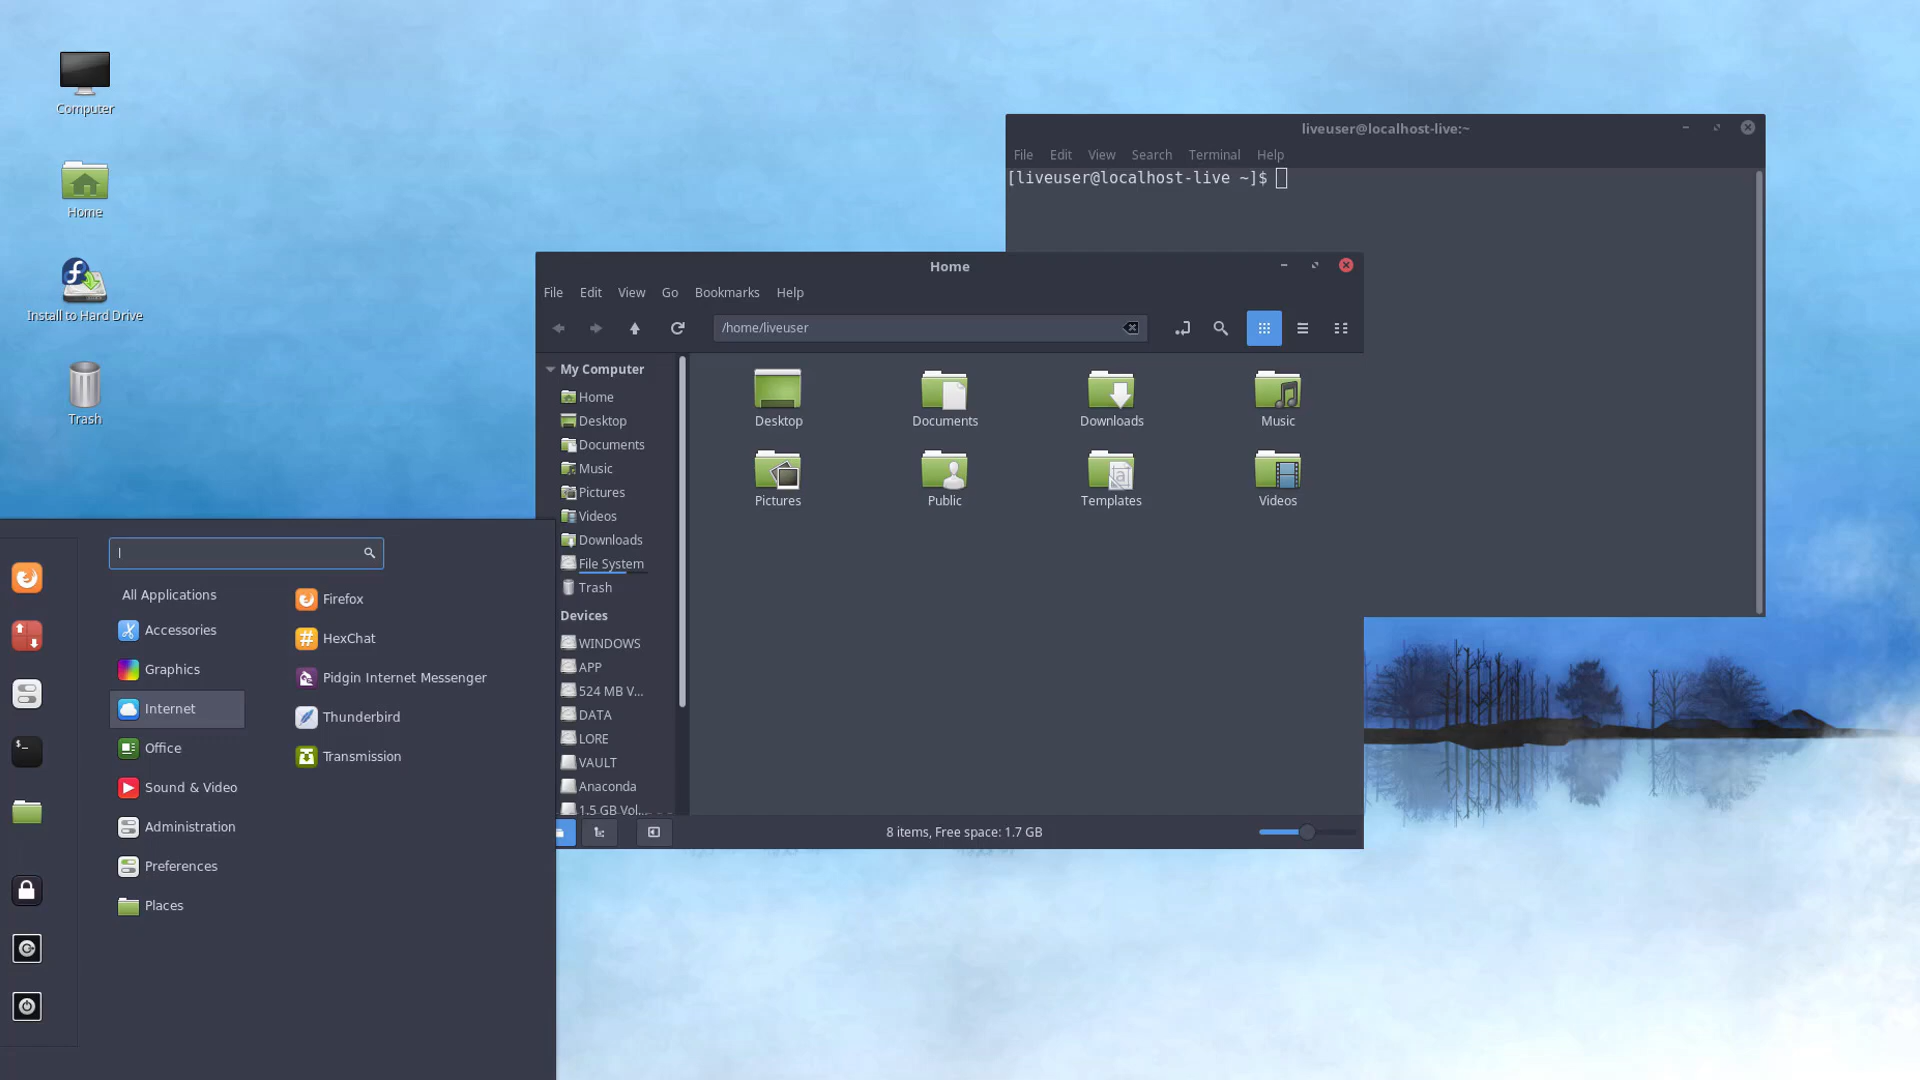 Computer
Home
Install to Hard Drive
Trash
liveuser@localhost-live:~
File Edit View Search Terminal Help
[liveuser@localhost-live ~]$
Home
File Edit View Go Bookmarks Help
/home/liveuser
My Computer
Home
Desktop
Documents
Music
Pictures
Videos
Downloads
File System
Trash
Devices
WINDOWS
APP
524 MB V...
DATA
LORE
VAULT
Anaconda
1.5 GB Vol...
Desktop Documents Downloads Music
Pictures Public Templates Videos
8 items, Free space: 1.7 GB
All Applications
Accessories
Graphics
Internet
Office
Sound & Video
Administration
Preferences
Places
Firefox
HexChat
Pidgin Internet Messenger
Thunderbird
Transmission